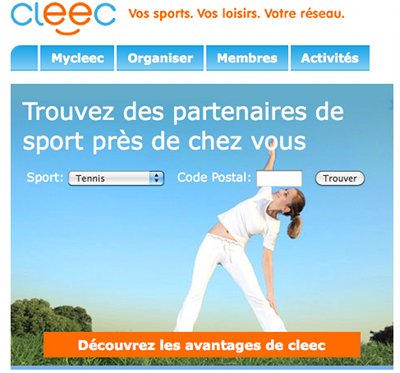 cleec Vos sports. Vos loisirs. Votre réseau.
Mycleec Organiser Membres Activités
Trouvez des partenaires de
sport près de chez vous
Sport: Tennis Code Postal: Trouver
Découvrez les avantages de cleec